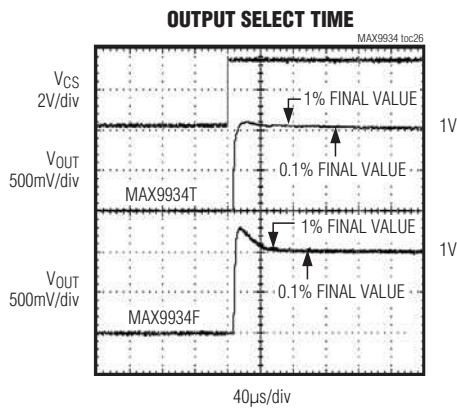 OUTPUT SELECT TIME
MAX9934 toc26
VCS
2V/div
1% FINAL VALUE
1V
VOUT
500mV/div
0.1% FINAL VALUE
MAX9934T
1% FINAL VALUE
1V
VOUT
500mV/div
0.1% FINAL VALUE
MAX9934F
40µs/div